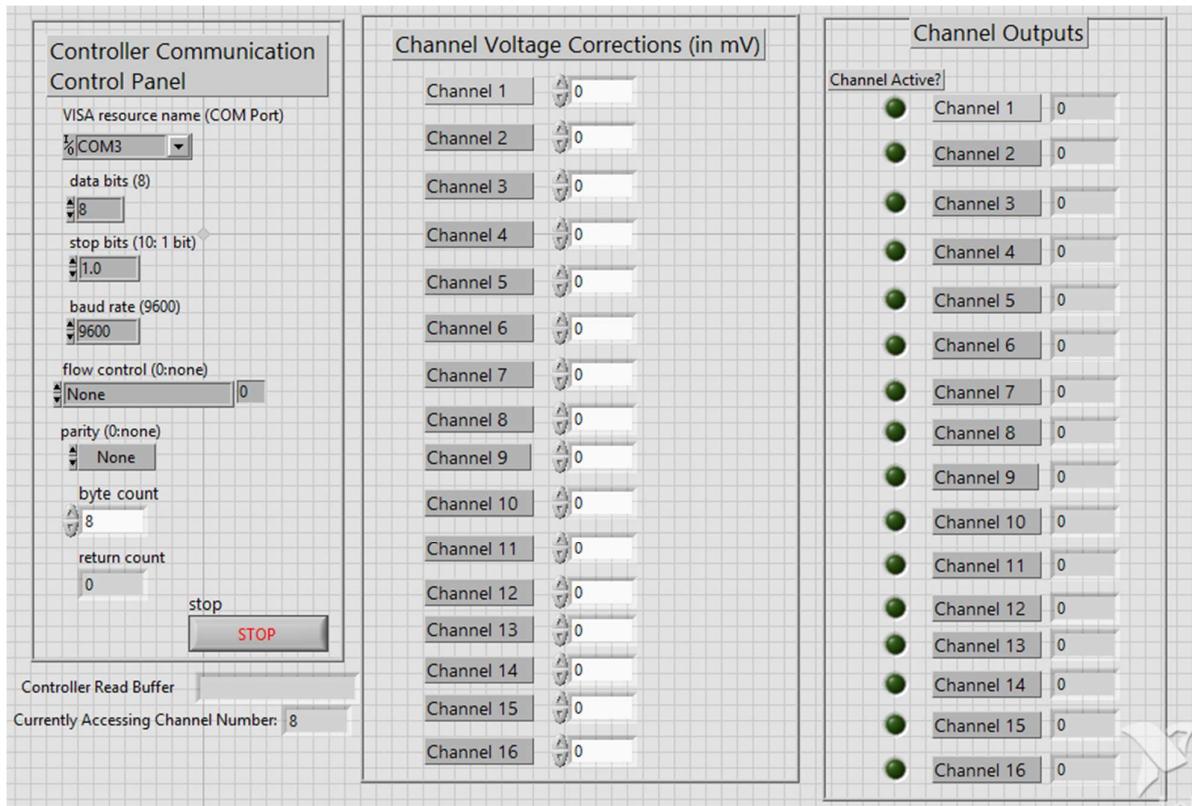 Controller Communication
Control Panel
VISA resource name (COM Port)
COM3
data bits (8)
8
stop bits (10: 1 bit)
1.0
baud rate (9600)
9600
flow control (0:none)
None 0
parity (0:none)
None
byte count
8
return count
0
stop
STOP
Controller Read Buffer
Currently Accessing Channel Number: 8
Channel Voltage Corrections (in mV)
Channel 1 0
Channel 2 0
Channel 3 0
Channel 4 0
Channel 5 0
Channel 6 0
Channel 7 0
Channel 8 0
Channel 9 0
Channel 10 0
Channel 11 0
Channel 12 0
Channel 13 0
Channel 14 0
Channel 15 0
Channel 16 0
Channel Outputs
Channel Active?
Channel 1 0
Channel 2 0
Channel 3 0
Channel 4 0
Channel 5 0
Channel 6 0
Channel 7 0
Channel 8 0
Channel 9 0
Channel 10 0
Channel 11 0
Channel 12 0
Channel 13 0
Channel 14 0
Channel 15 0
Channel 16 0